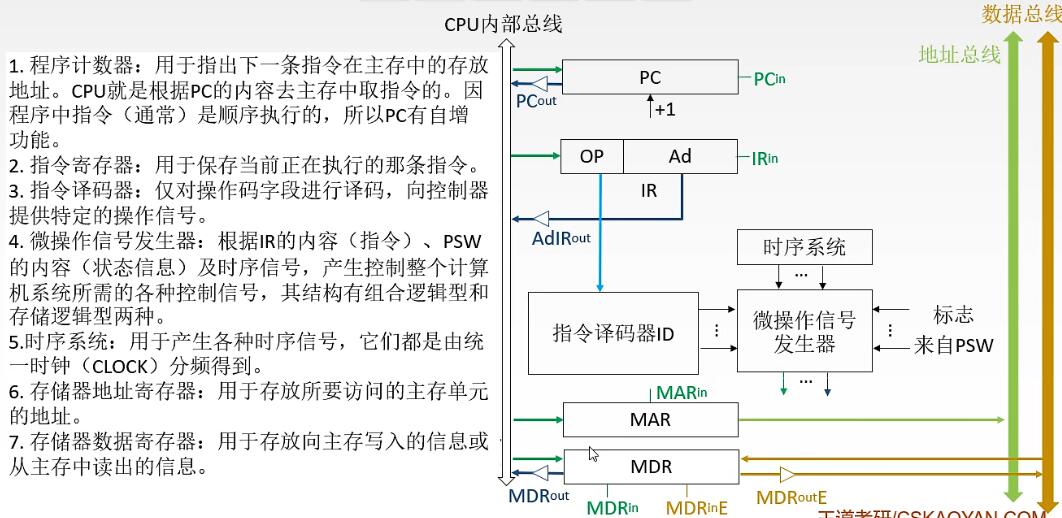 CPU内部总线
数据总线
地址总线
1. 程序计数器：用于指出下一条指令在主存中的存放
地址。CPU就是根据PC的内容去主存中取指令的。因
程序中指令（通常）是顺序执行的，所以PC有自增
功能。
2. 指令寄存器：用于保存当前正在执行的那条指令。
3. 指令译码器：仅对操作码字段进行译码，向控制器
提供特定的操作信号。
4. 微操作信号发生器：根据IR的内容（指令）、PSW
的内容（状态信息）及时序信号，产生控制整个计算
机系统所需的各种控制信号，其结构有组合逻辑型和
存储逻辑型两种。
5.时序系统：用于产生各种时序信号，它们都是由统
一时钟（CLOCK）分频得到。
6. 存储器地址寄存器：用于存放所要访问的主存单元
的地址。
7. 存储器数据寄存器：用于存放向主存写入的信息或
从主存中读出的信息。
PC
PCin
PCout
+1
OP
Ad
IRin
IR
AdIRout
时序系统
...
指令译码器ID
...
微操作信号
发生器
...
标志
来自PSW
...
MARin
MAR
MDR
MDRout
MDRin
MDRinE
MDRoutE
王道考研/CSKAOYAN.COM